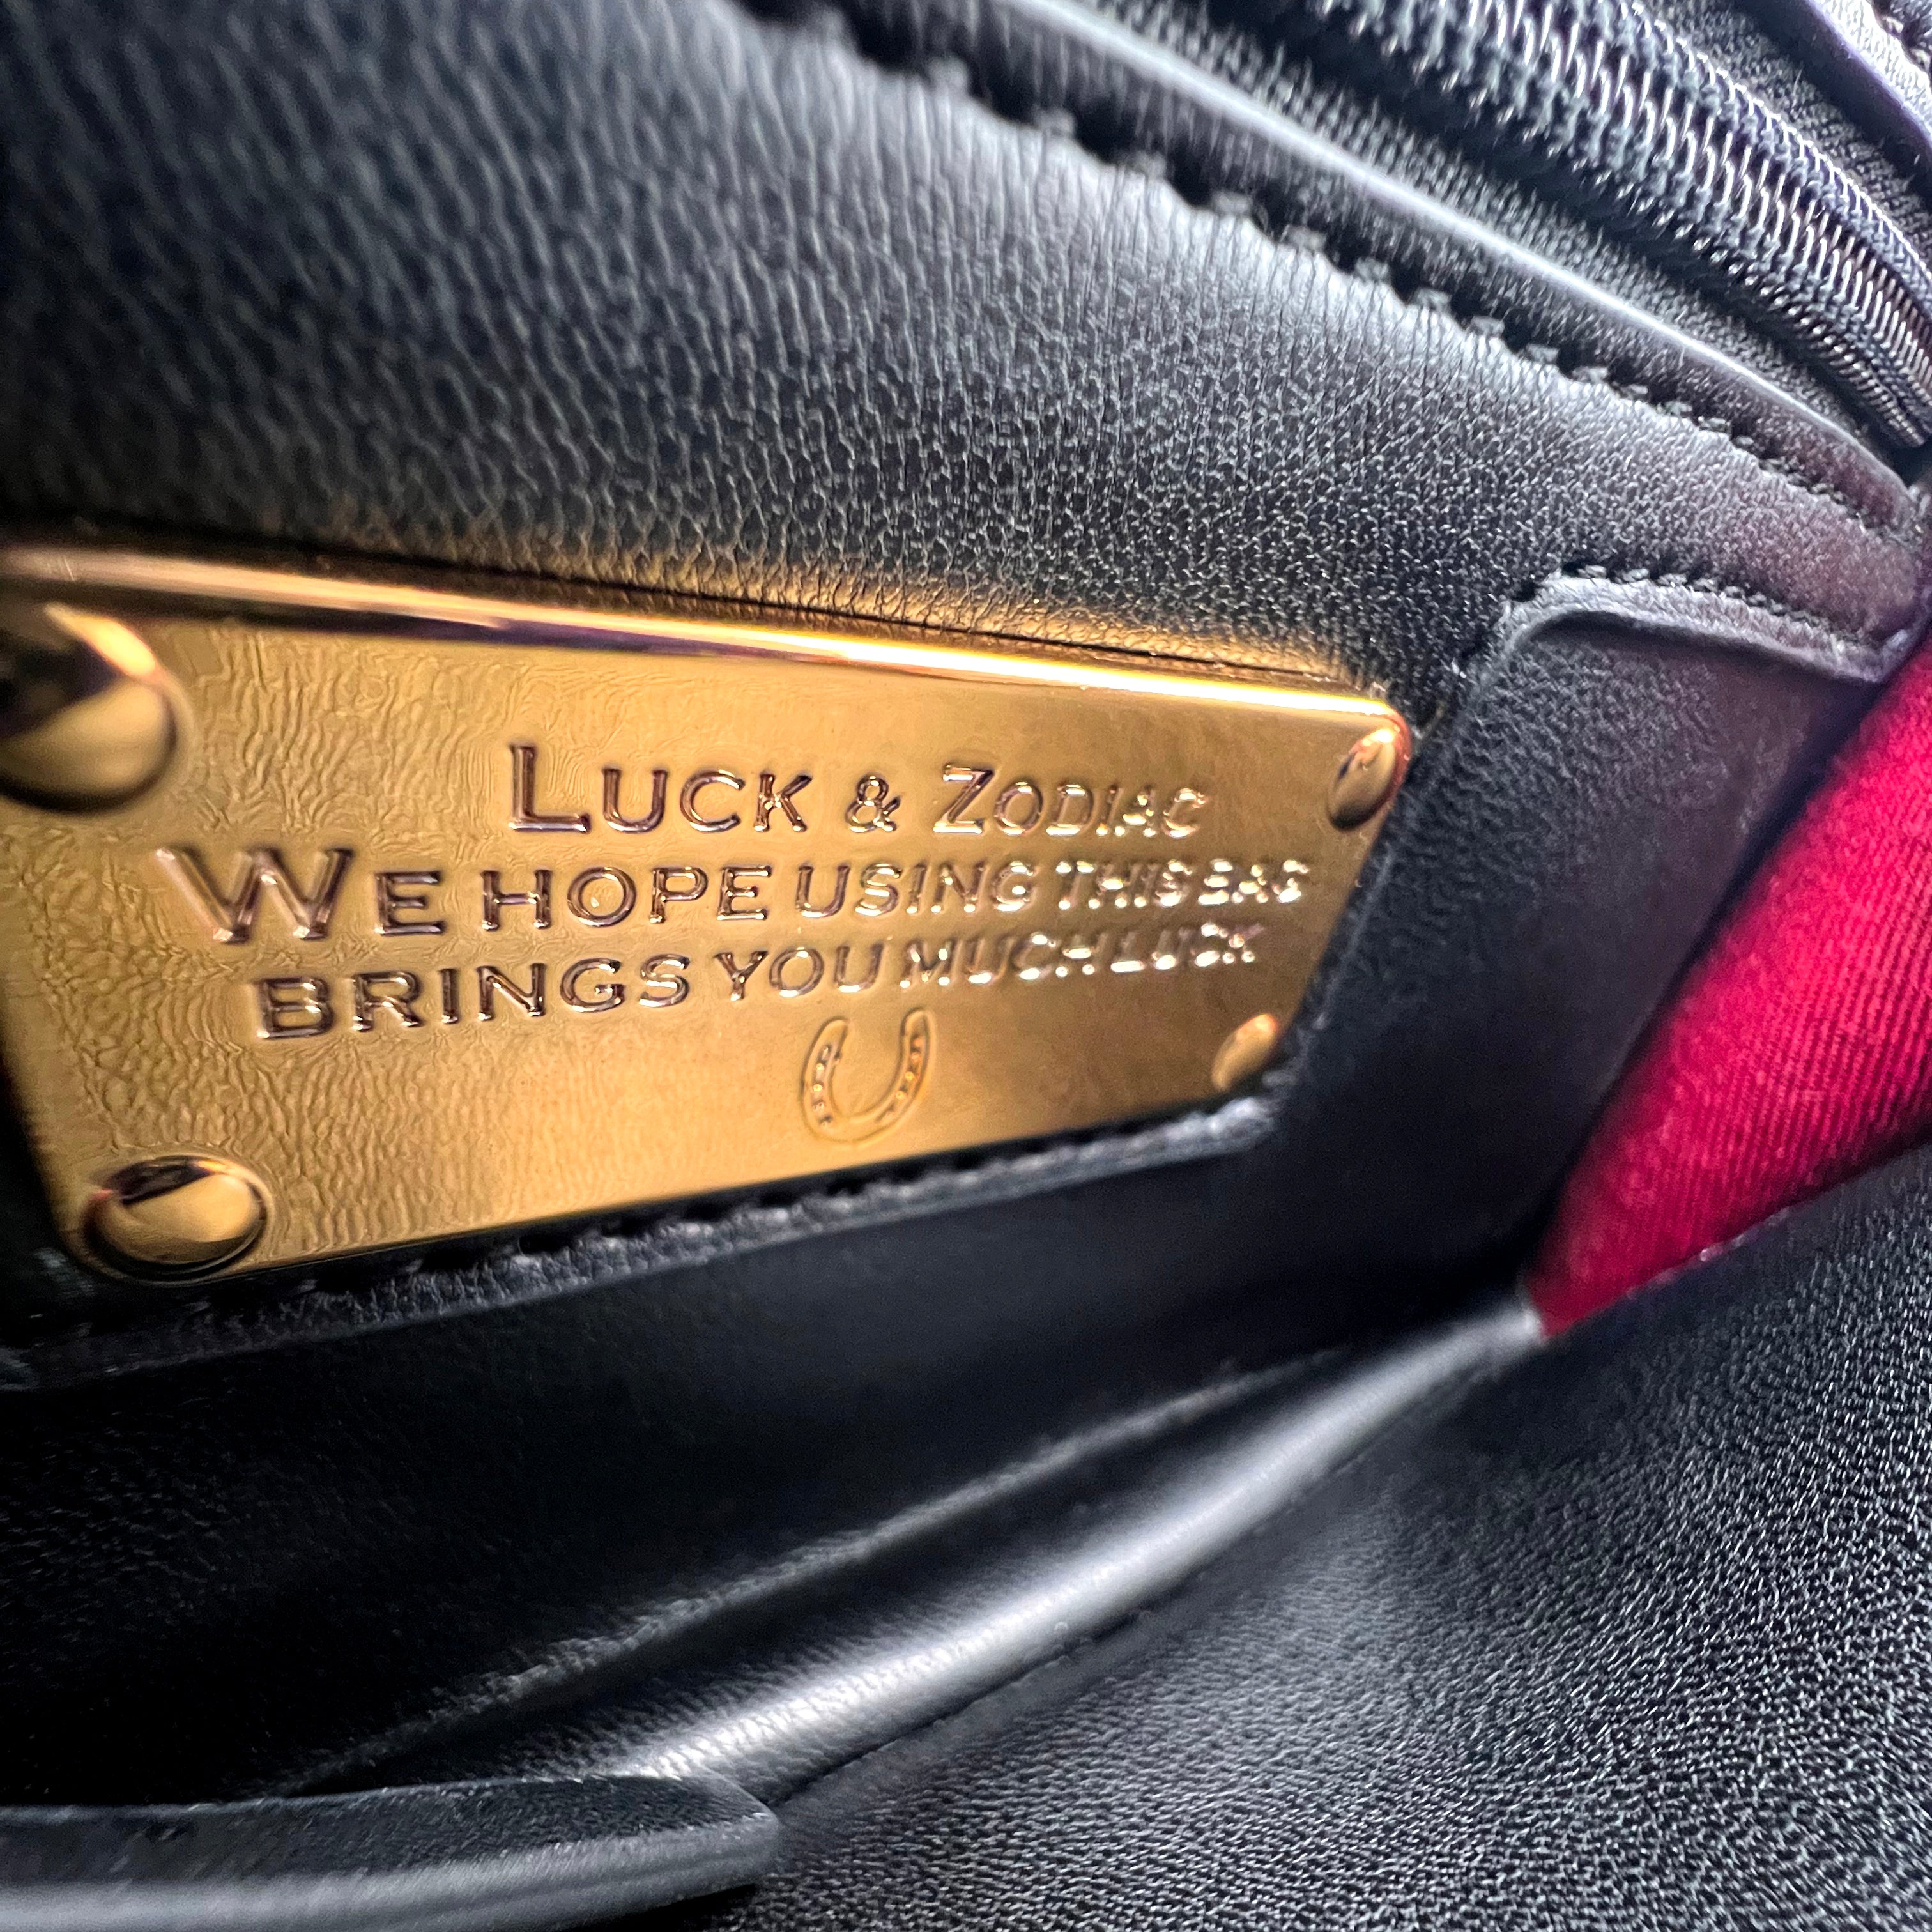 LUCK & ZODIAC
WE HOPE USING THIS BAG
BRINGS YOU MUCH LUCK